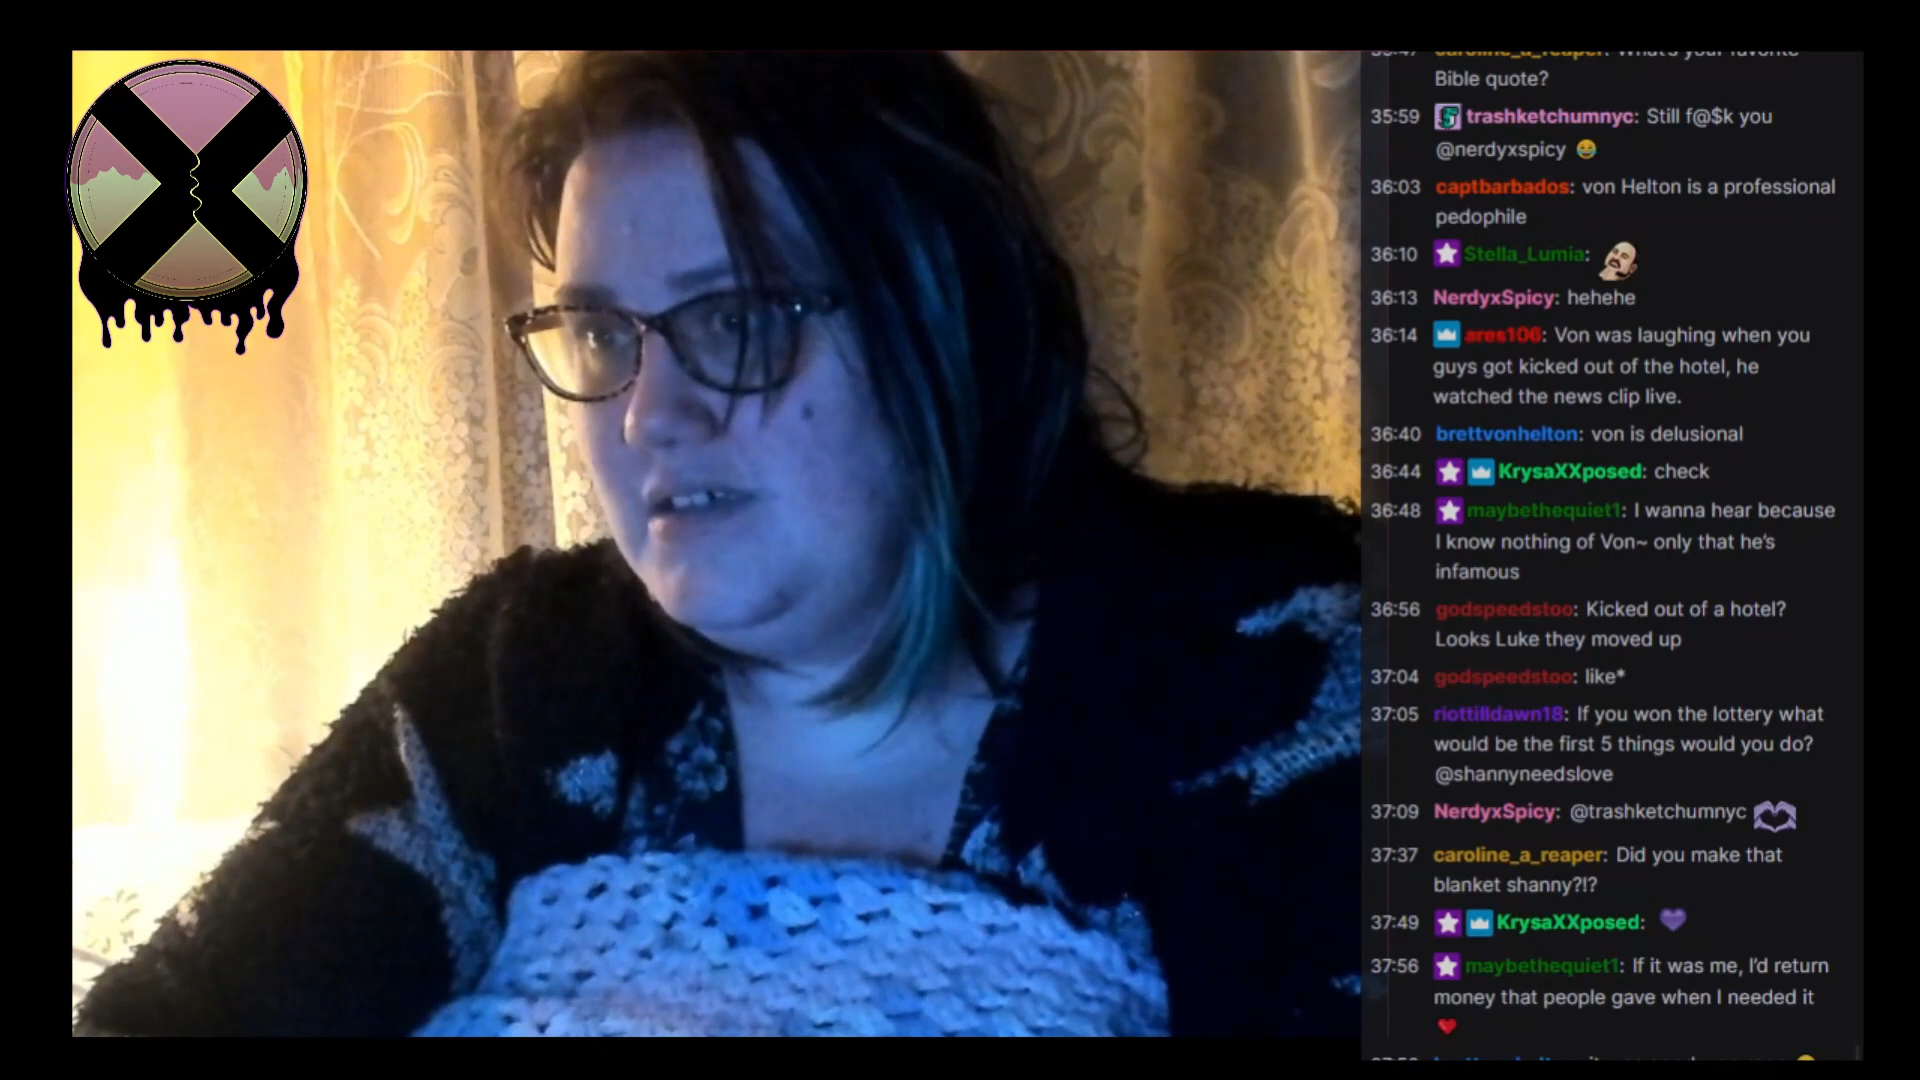 Bible quote?
35:59 trashketchumnyc: Still f@$k you
@nerdyxspicy 😂
36:03 captbarbados: von Helton is a professional
pedophile
36:10 Stella_Lumia:
36:13 NerdyxSpicy: hehehe
36:14 ares106: Von was laughing when you
guys got kicked out of the hotel, he
watched the news clip live.
36:40 brettvonhelton: von is delusional
36:44 KrysaXXposed: check
36:48 maybethequiet1: I wanna hear because
I know nothing of Von~ only that he's
infamous
36:56 godspeedstoo: Kicked out of a hotel?
Looks Luke they moved up
37:04 godspeedstoo: like*
37:05 riottilldawn18: If you won the lottery what
would be the first 5 things would you do?
@shannyneedslove
37:09 NerdyxSpicy: @trashketchumnyc
37:37 caroline_a_reaper: Did you make that
blanket shanny?!?
37:49 KrysaXXposed: 💜
37:56 maybethequiet1: If it was me, I'd return
money that people gave when I needed it
❤️